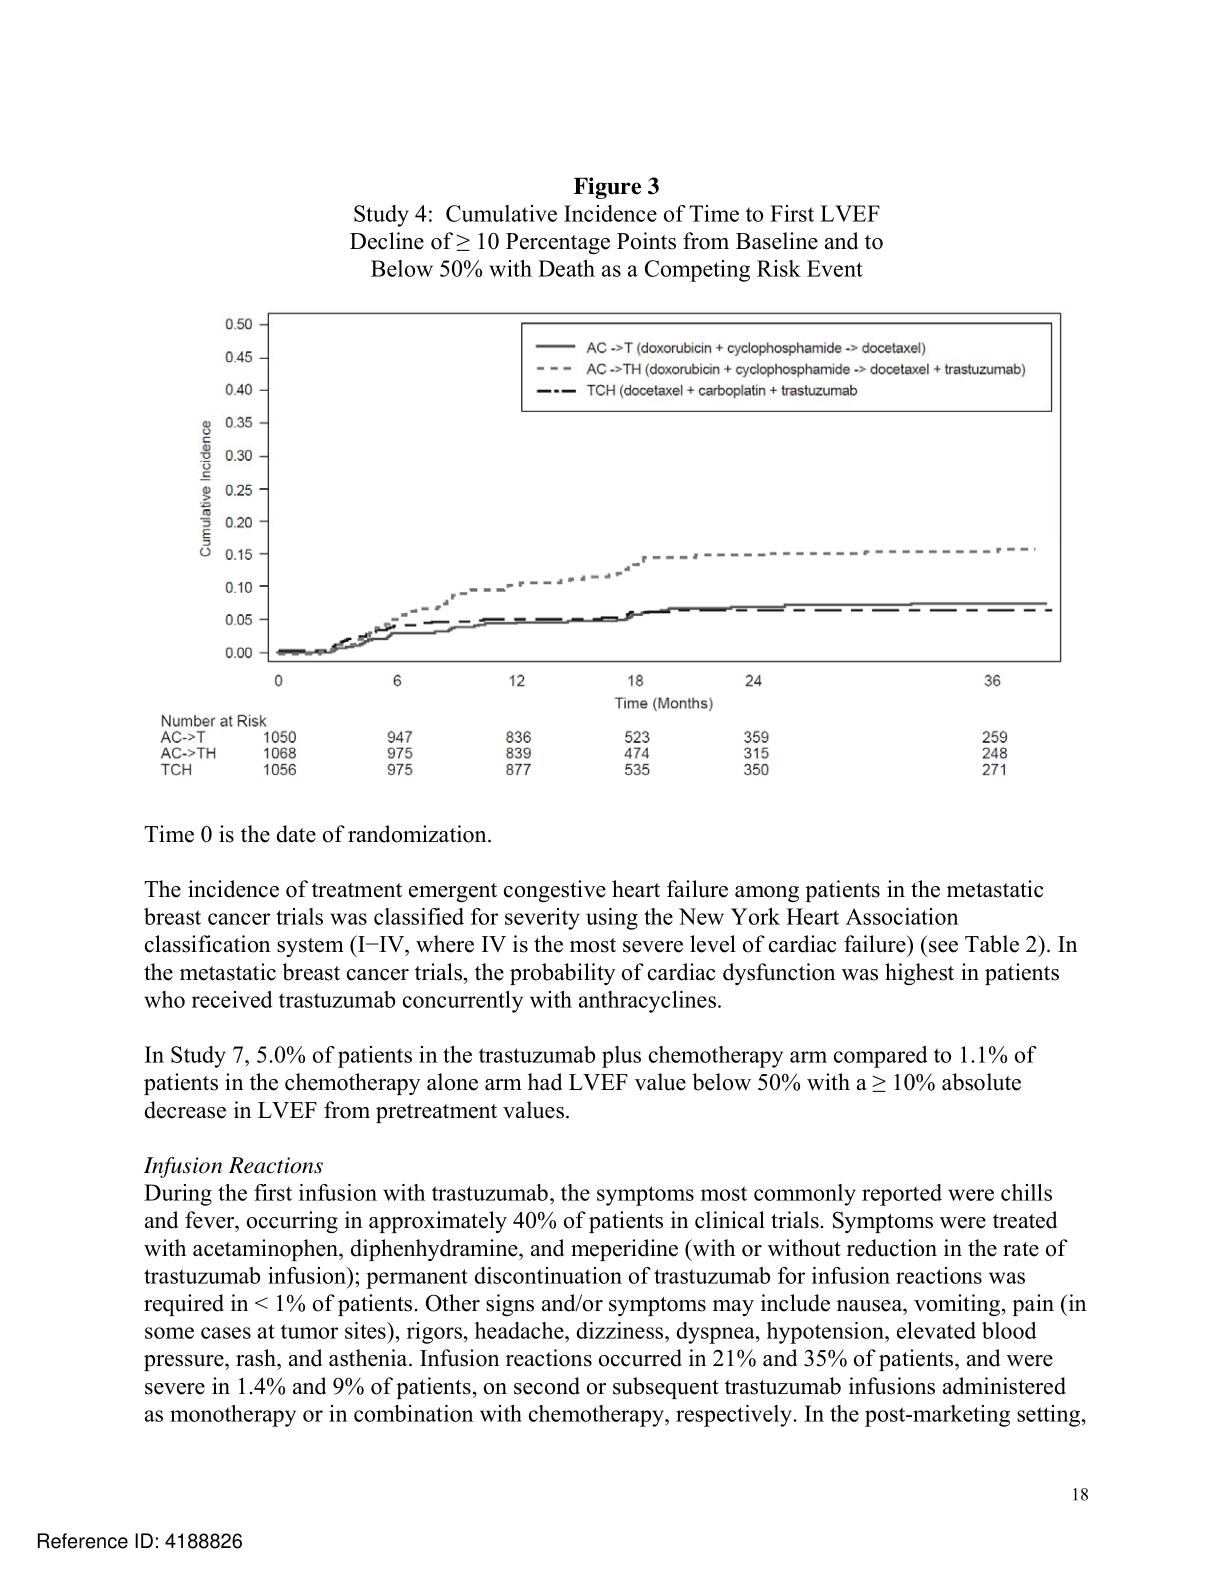 Figure 3
Study 4:  Cumulative Incidence of Time to First LVEF
Decline of ≥ 10 Percentage Points from Baseline and to
Below 50% with Death as a Competing Risk Event
0.50
0.45
0.40
0.35
0.30
0.25
0.20
0.15
0.10
0.05
0.00
Cumulative Incidence
AC ->T (doxorubicin + cyclophosphamide -> docetaxel)
AC ->TH (doxorubicin + cyclophosphamide -> docetaxel + trastuzumab)
TCH (docetaxel + carboplatin + trastuzumab
0 6 12 18 24 36
Time (Months)
Number at Risk
AC->T 1050 947 836 523 359 259
AC->TH 1068 975 839 474 315 248
TCH 1056 975 877 535 350 271
Time 0 is the date of randomization.
The incidence of treatment emergent congestive heart failure among patients in the metastatic
breast cancer trials was classified for severity using the New York Heart Association
classification system (I−IV, where IV is the most severe level of cardiac failure) (see Table 2). In
the metastatic breast cancer trials, the probability of cardiac dysfunction was highest in patients
who received trastuzumab concurrently with anthracyclines.
In Study 7, 5.0% of patients in the trastuzumab plus chemotherapy arm compared to 1.1% of
patients in the chemotherapy alone arm had LVEF value below 50% with a ≥ 10% absolute
decrease in LVEF from pretreatment values.
Infusion Reactions
During the first infusion with trastuzumab, the symptoms most commonly reported were chills
and fever, occurring in approximately 40% of patients in clinical trials. Symptoms were treated
with acetaminophen, diphenhydramine, and meperidine (with or without reduction in the rate of
trastuzumab infusion); permanent discontinuation of trastuzumab for infusion reactions was
required in < 1% of patients. Other signs and/or symptoms may include nausea, vomiting, pain (in
some cases at tumor sites), rigors, headache, dizziness, dyspnea, hypotension, elevated blood
pressure, rash, and asthenia. Infusion reactions occurred in 21% and 35% of patients, and were
severe in 1.4% and 9% of patients, on second or subsequent trastuzumab infusions administered
as monotherapy or in combination with chemotherapy, respectively. In the post-marketing setting,
18
Reference ID: 4188826